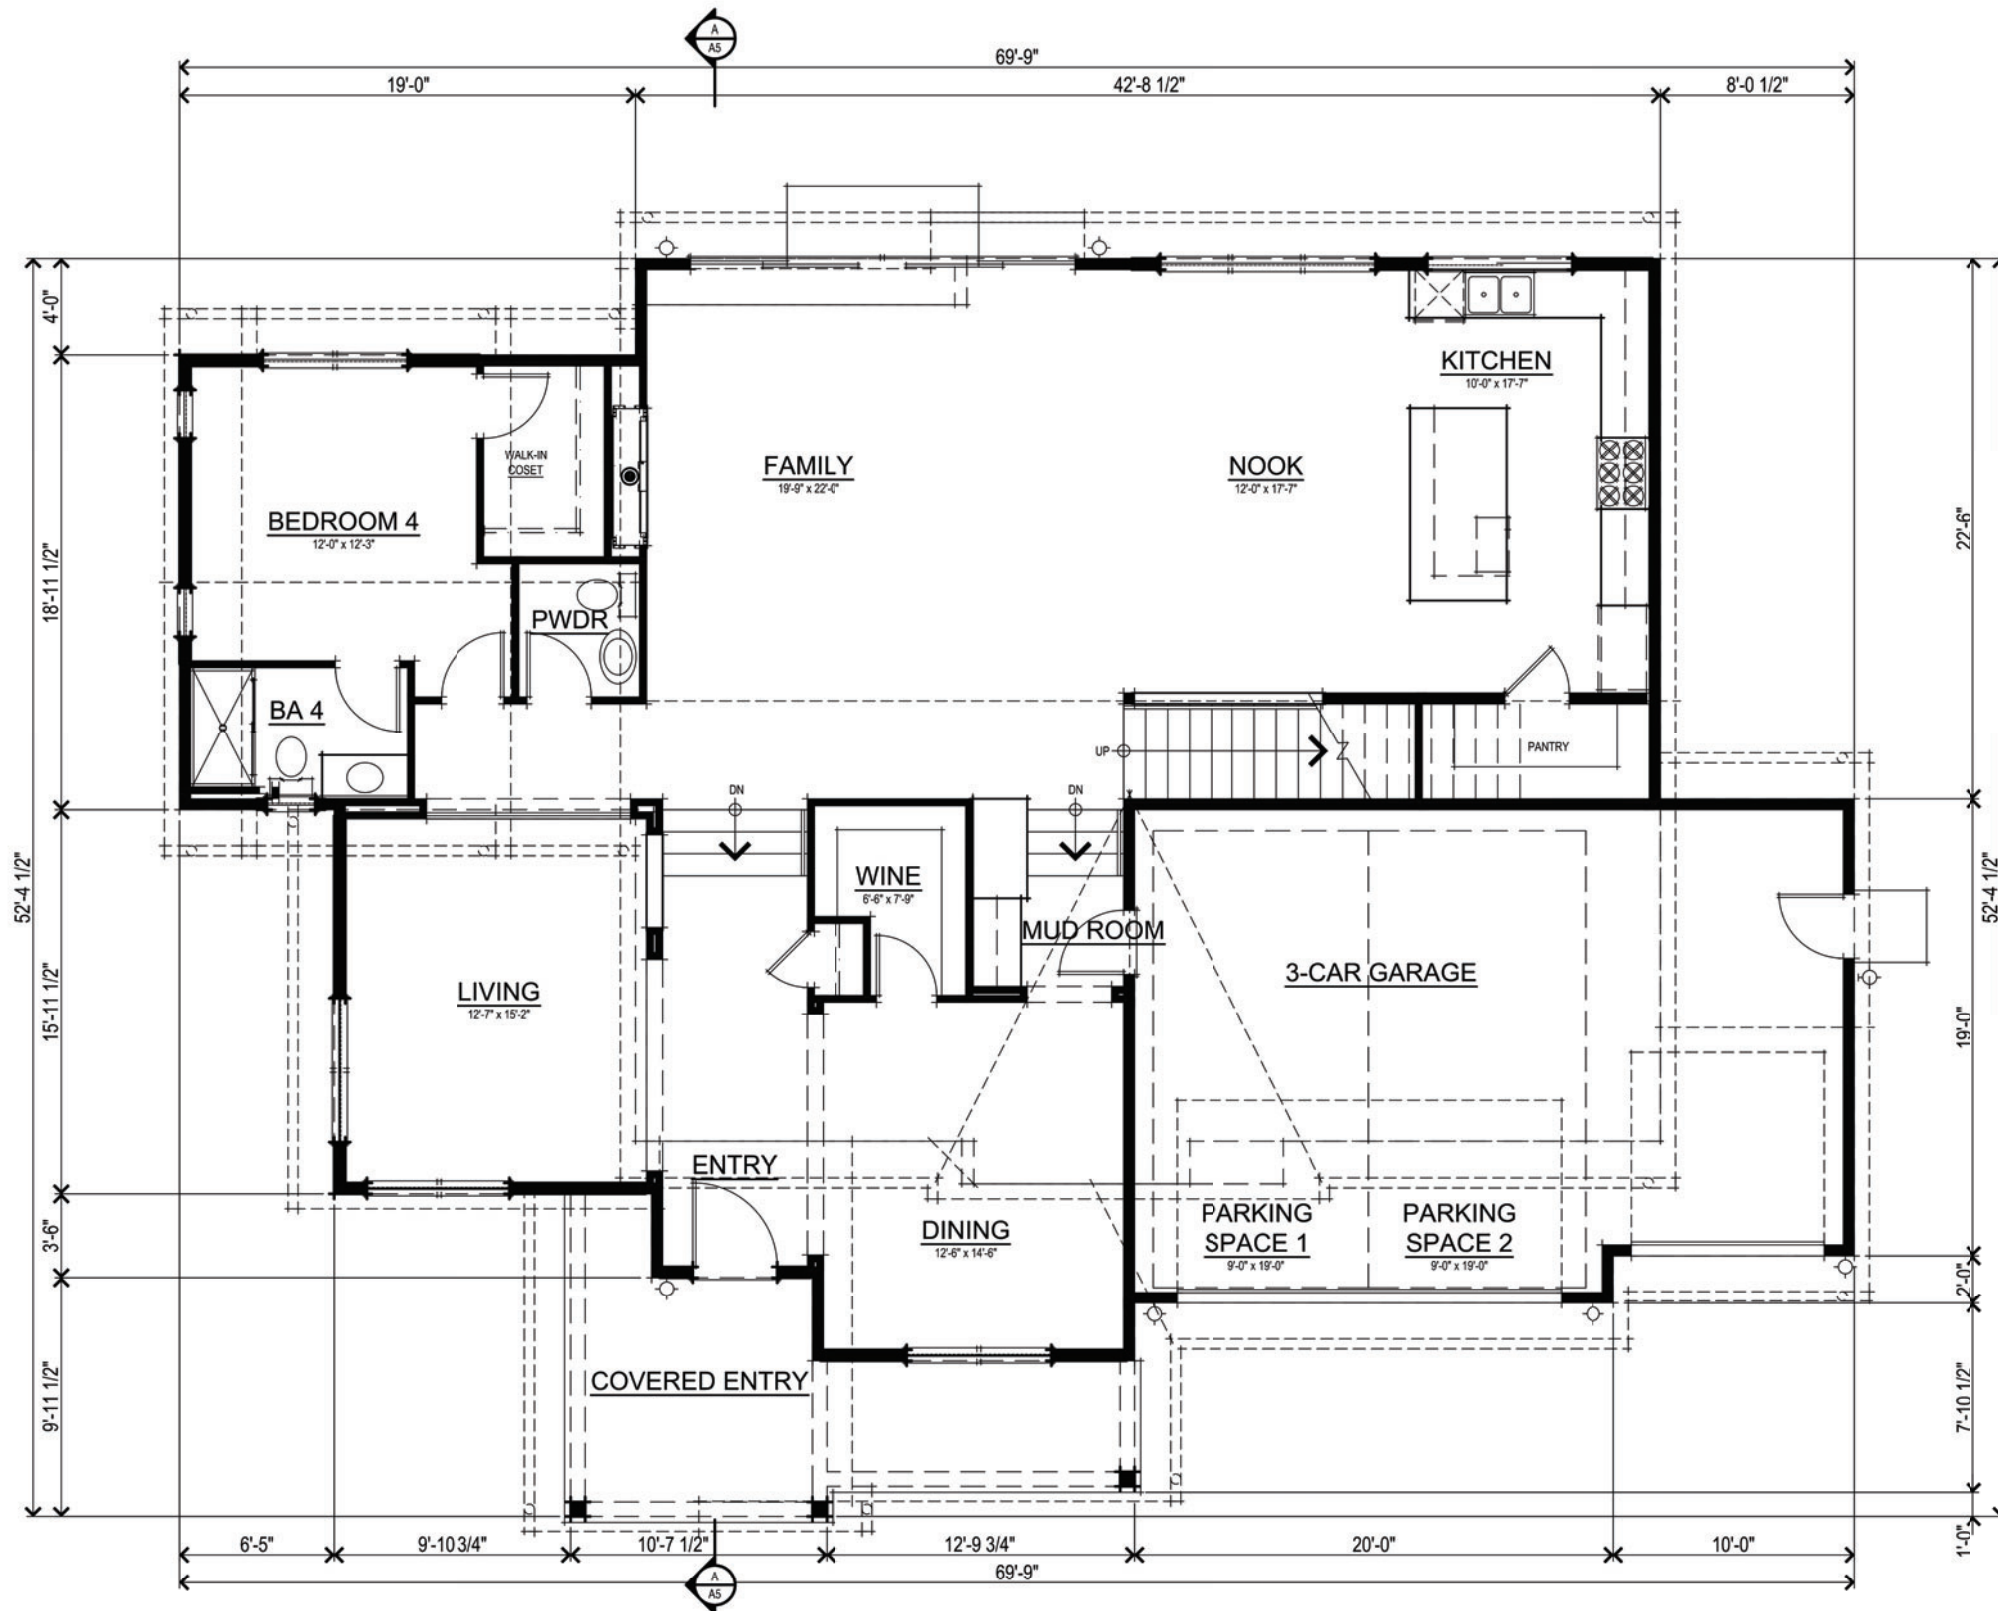 A
A5
69'-9"
19'-0"
42'-8 1/2"
8'-0 1/2"
4'-0"
18'-11 1/2"
52'-4 1/2"
15'-11 1/2"
3'-6"
9'-11 1/2"
KITCHEN
10'-0" x 17'-7"
WALK-IN
COSET
FAMILY
19'-9" x 22'-0"
NOOK
12'-0" x 17'-7"
BEDROOM 4
12'-0" x 12'-3"
PWDR
BA 4
UP
PANTRY
DN
DN
WINE
6'-6" x 7'-9"
MUD ROOM
3-CAR GARAGE
LIVING
12'-7" x 15'-2"
ENTRY
DINING
12'-6" x 14'-6"
PARKING
SPACE 1
9'-0" x 19'-0"
PARKING
SPACE 2
9'-0" x 19'-0"
COVERED ENTRY
22'-6"
52'-4 1/2"
19'-0"
2'-0"
7'-10 1/2"
1'-0"
6'-5"
9'-10 3/4"
10'-7 1/2"
12'-9 3/4"
20'-0"
10'-0"
69'-9"
A
A5